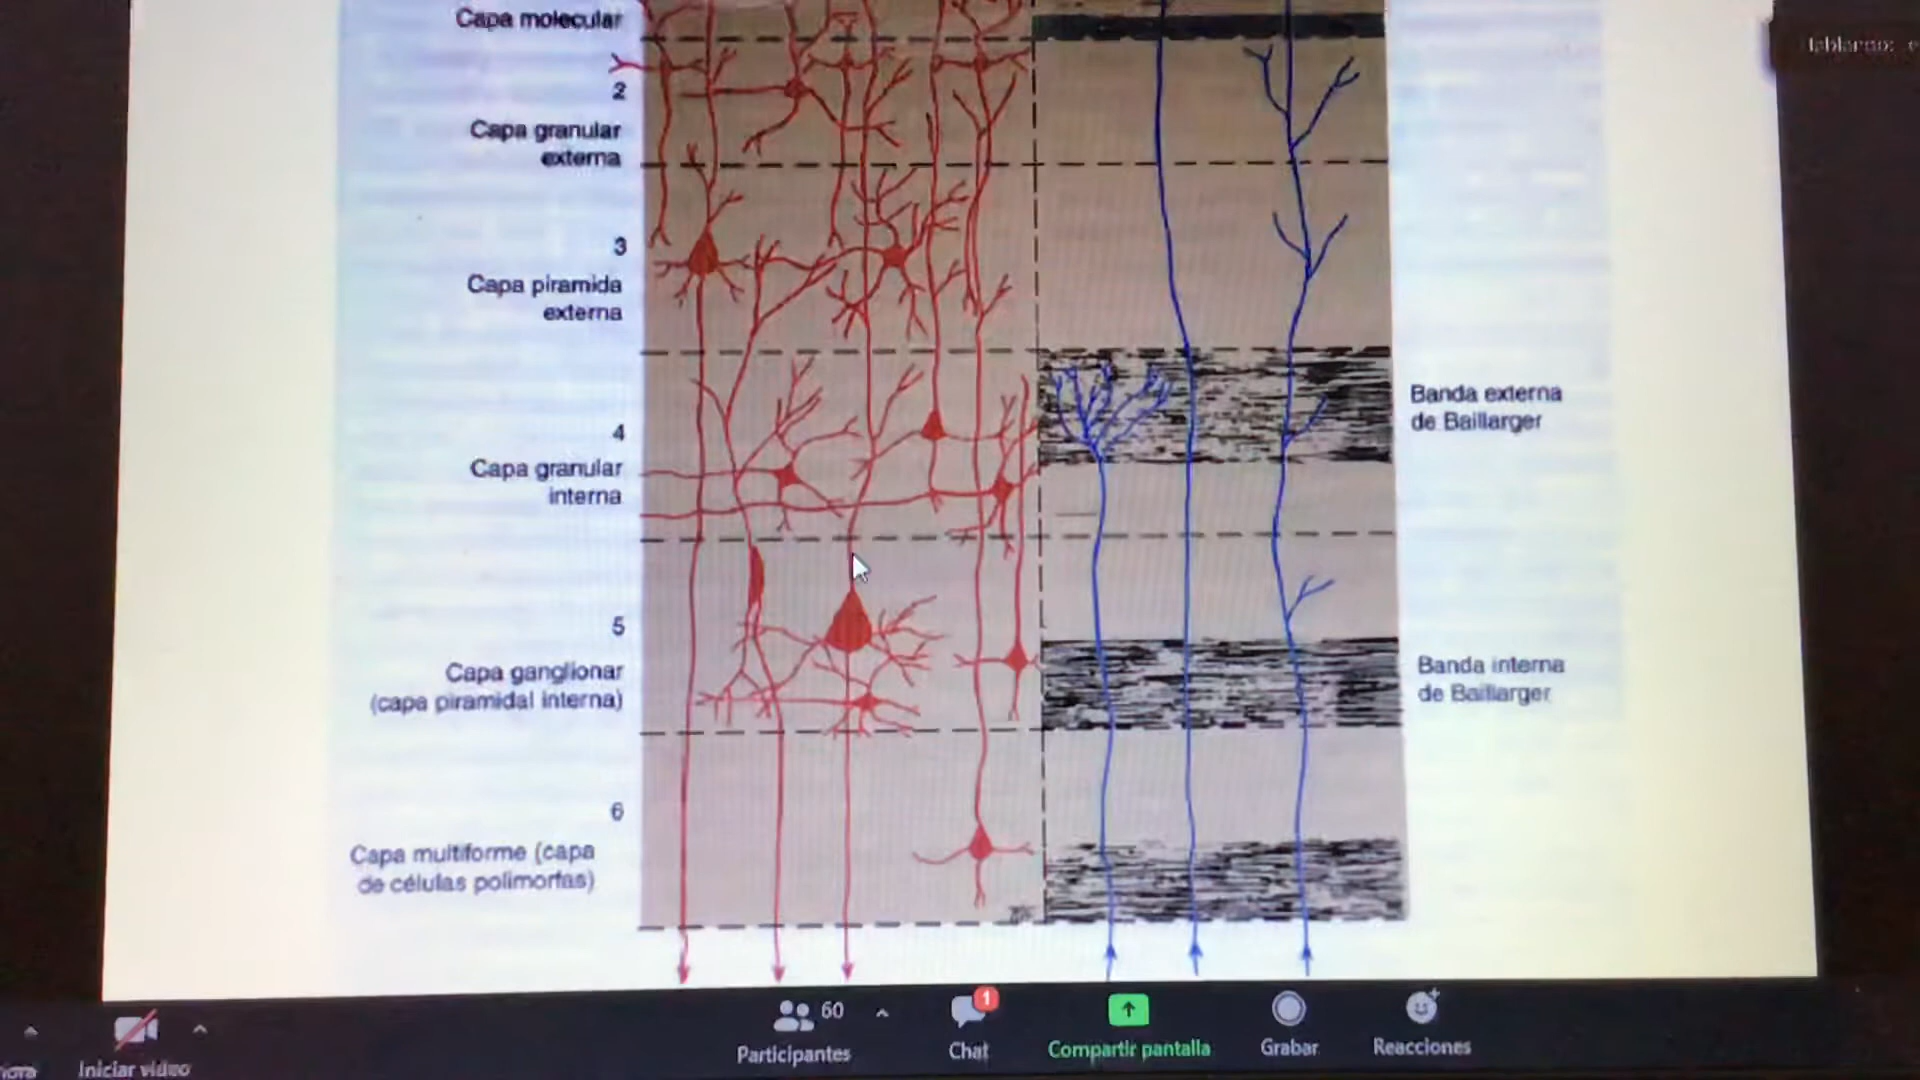 Capa molecular
2
Capa granular
externa
3
Capa piramida
externa
4
Capa granular
interna
5
Capa ganglionar
(capa piramidal interna)
6
Capa multiforme (capa
de células polimorfas)
Banda externa
de Baillarger
Banda interna
de Baillarger
Iniciar video
60
Participantes
1
Chat
Compartir pantalla
Grabar
Reacciones